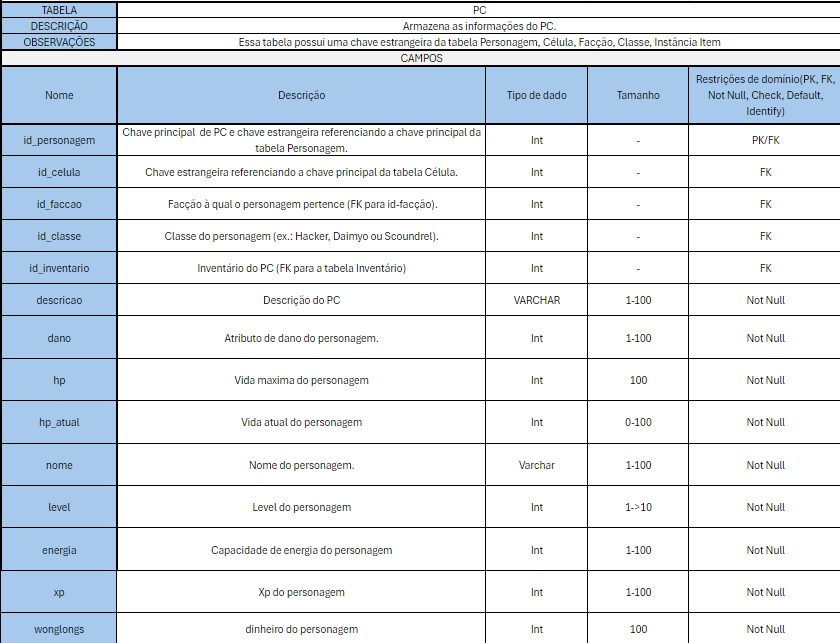 TABELA PC
DESCRIÇÃO Armazena as informações do PC.
OBSERVAÇÕES Essa tabela possui uma chave estrangeira da tabela Personagem, Célula, Facção, Classe, Instância Item
CAMPOS
Nome Descrição Tipo de dado Tamanho Restrições de domínio(PK, FK,
Not Null, Check, Default,
Identify)
id_personagem Chave principal de PC e chave estrangeira referenciando a chave principal da
tabela Personagem. Int - PK/FK
id_celula Chave estrangeira referenciando a chave principal da tabela Célula. Int - FK
id_faccao Facção à qual o personagem pertence (FK para id-facção). Int - FK
id_classe Classe do personagem (ex.: Hacker, Daimyo ou Scoundrel). Int - FK
id_inventario Inventário do PC (FK para a tabela Inventário) Int - FK
descricao Descrição do PC VARCHAR 1-100 Not Null
dano Atributo de dano do personagem. Int 1-100 Not Null
hp Vida maxima do personagem Int 100 Not Null
hp_atual Vida atual do personagem Int 0-100 Not Null
nome Nome do personagem. Varchar 1-100 Not Null
level Level do personagem Int 1->10 Not Null
energia Capacidade de energia do personagem Int 1-100 Not Null
xp Xp do personagem Int 1-100 Not Null
wonglongs dinheiro do personagem Int 100 Not Null